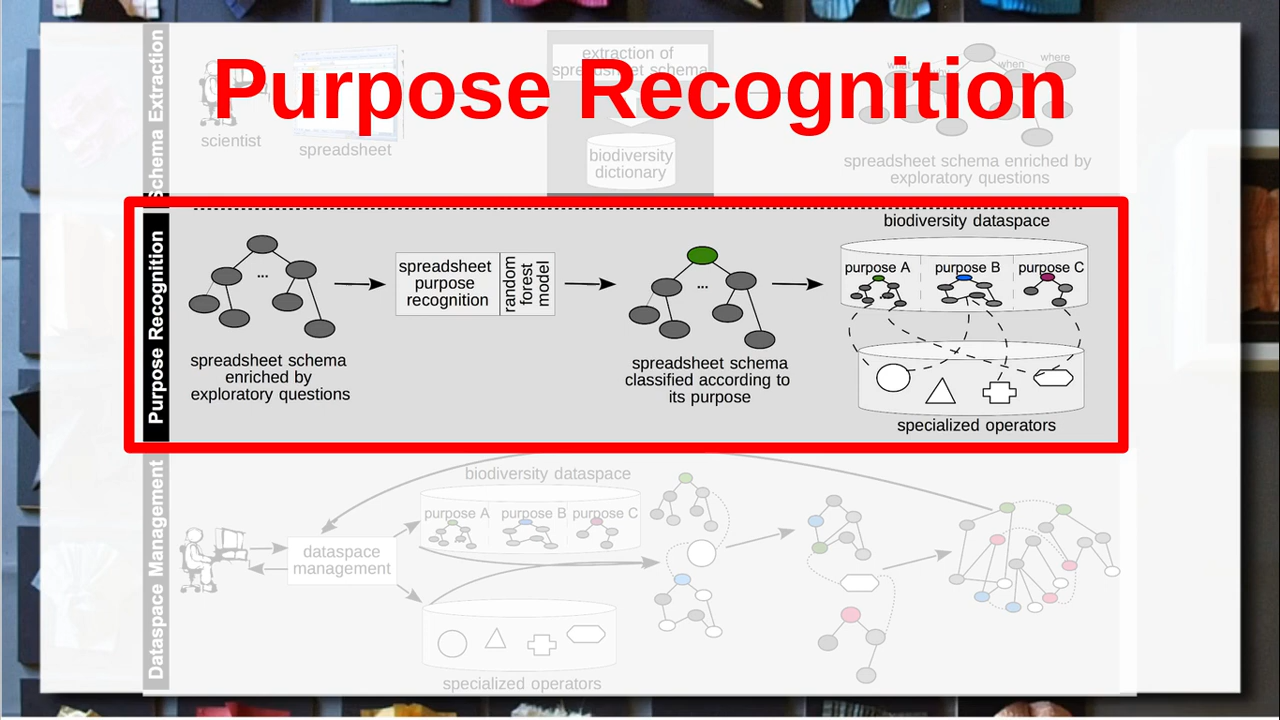 Purpose Recognition
Schema Extraction
scientist
spreadsheet
extraction of
spreadsheet schema
biodiversity
dictionary
what
when
where
spreadsheet schema enriched by
exploratory questions
Purpose Recognition
spreadsheet schema
enriched by
exploratory questions
...
spreadsheet
purpose
recognition
random
forest
model
...
spreadsheet schema
classified according to
its purpose
biodiversity dataspace
purpose A
purpose B
purpose C
specialized operators
Dataspace Management
dataspace
management
biodiversity dataspace
purpose A
purpose B
purpose C
specialized operators